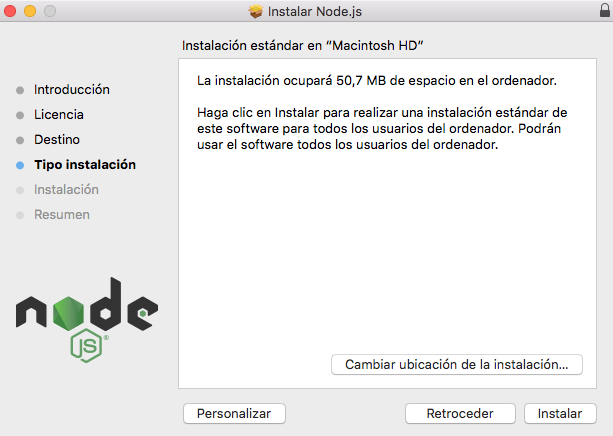 Instalar Node.js
Instalación estándar en “Macintosh HD”
Introducción
Licencia
Destino
Tipo instalación
Instalación
Resumen
La instalación ocupará 50,7 MB de espacio en el ordenador.
Haga clic en Instalar para realizar una instalación estándar de
este software para todos los usuarios del ordenador. Podrán
usar el software todos los usuarios del ordenador.
node
JS®
Cambiar ubicación de la instalación...
Personalizar
Retroceder
Instalar